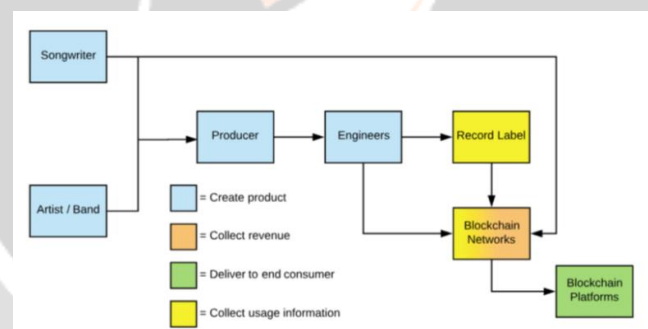 Songwriter
Producer
Engineers
Record Label
Artist / Band
= Create product
= Collect revenue
= Deliver to end consumer
= Collect usage information
Blockchain
Networks
Blockchain
Platforms